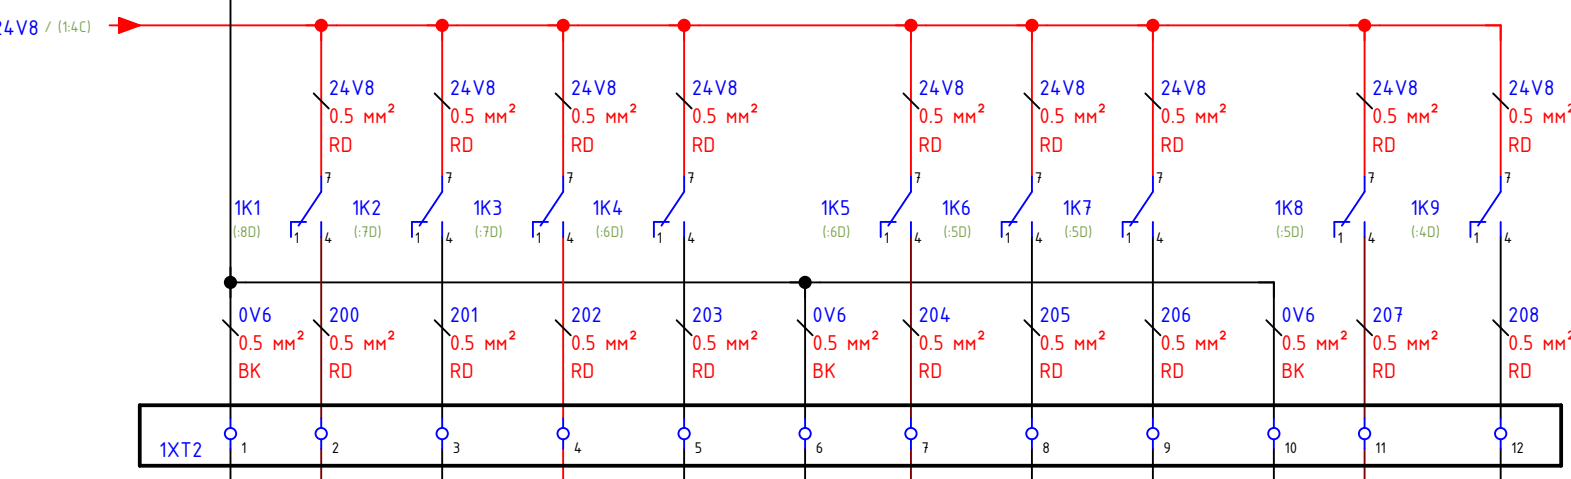 24V8 / (1:4C)
24V8 24V8 24V8 24V8 24V8 24V8 24V8 24V8 24V8
0.5 мм² 0.5 мм² 0.5 мм² 0.5 мм² 0.5 мм² 0.5 мм² 0.5 мм² 0.5 мм² 0.5 мм²
RD RD RD RD RD RD RD RD RD
7 7 7 7 7 7 7 7 7
1K1 1K2 1K3 1K4 1K5 1K6 1K7 1K8 1K9
(:8D) (:7D) (:7D) (:6D) (:6D) (:5D) (:5D) (:5D) (:4D)
1 4 1 4 1 4 1 4 1 4 1 4 1 4 1 4 1 4
0V6 200 201 202 203 0V6 204 205 206 0V6 207 208
0.5 мм² 0.5 мм² 0.5 мм² 0.5 мм² 0.5 мм² 0.5 мм² 0.5 мм² 0.5 мм² 0.5 мм² 0.5 мм² 0.5 мм² 0.5 мм²
BK RD RD RD RD BK RD RD RD BK RD RD
1XT2 1 2 3 4 5 6 7 8 9 10 11 12